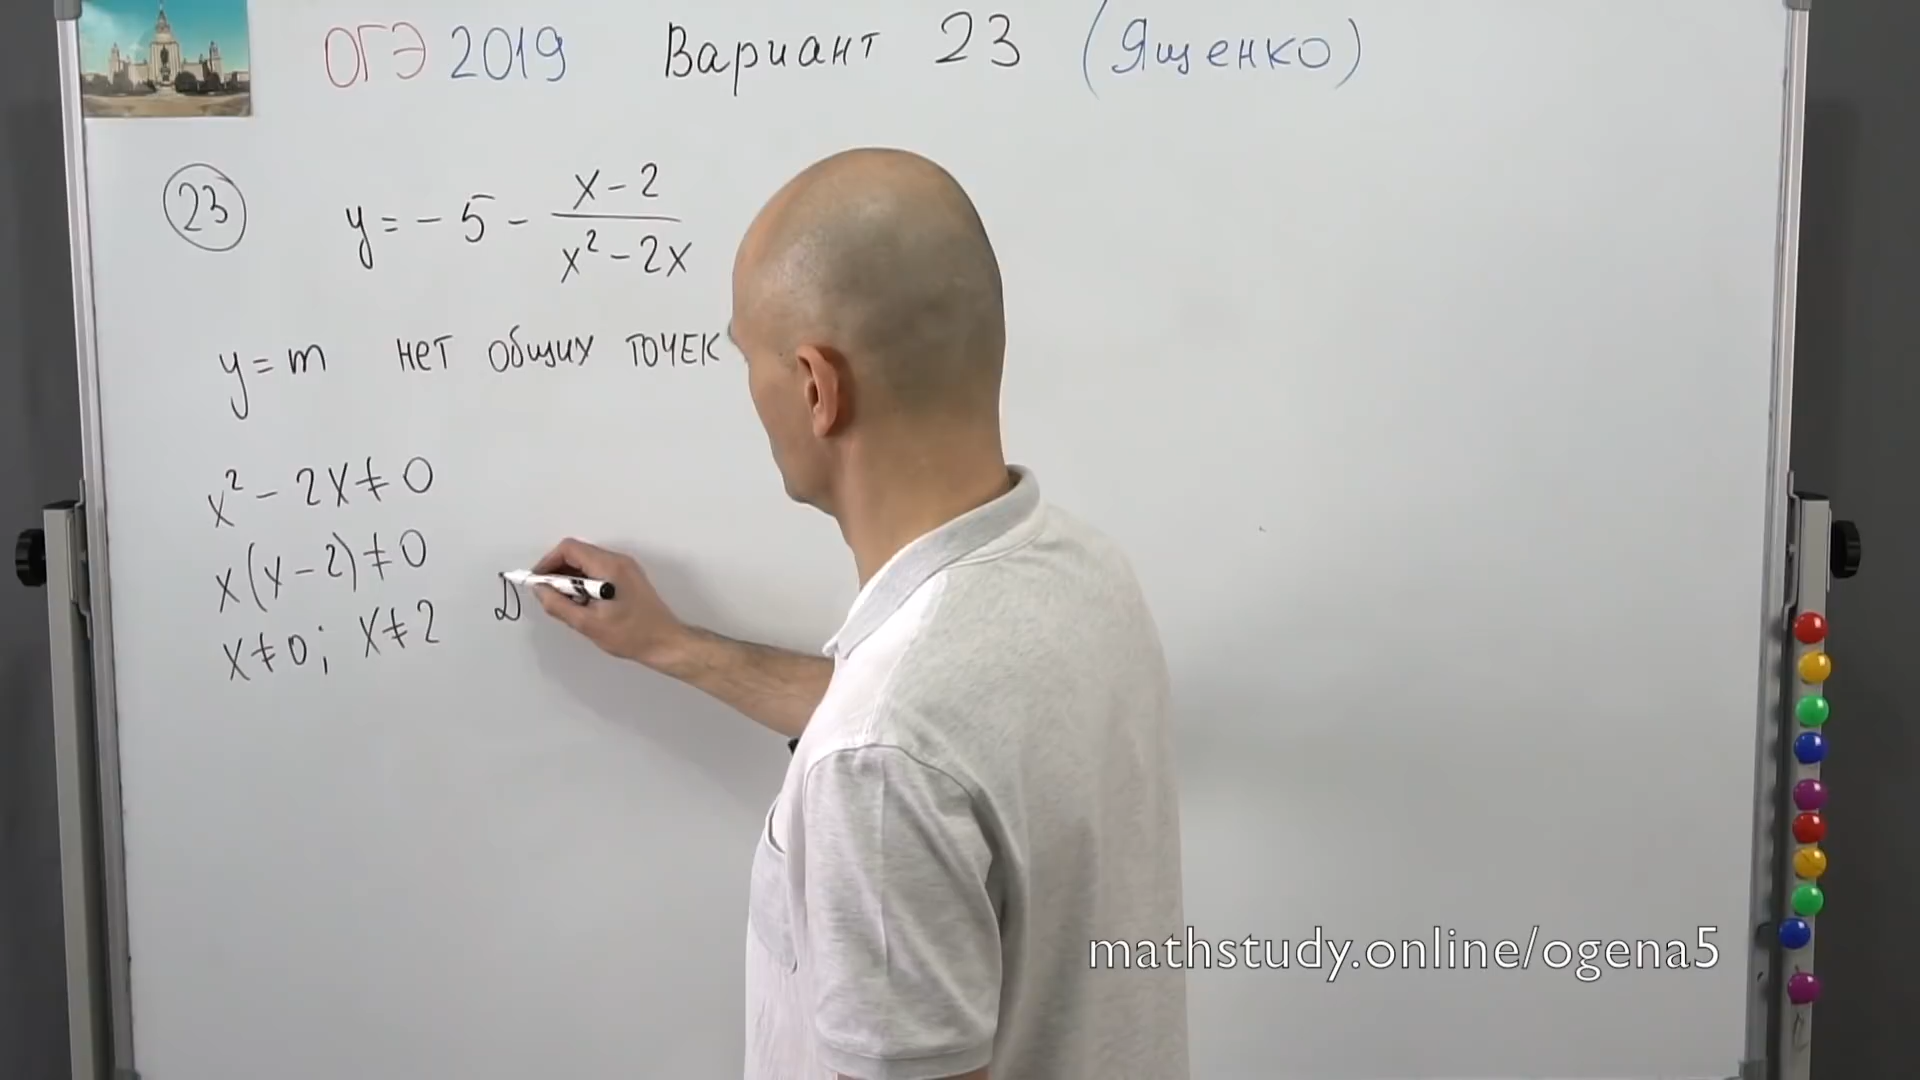 ОГЭ 2019 Вариант 23 (Ященко)
23 y = - 5 - \frac{x - 2}{x² - 2x}
y = m нет общих точек
x² - 2x ≠ 0
x(x - 2) ≠ 0
x ≠ 0; x ≠ 2 D
mathstudy.online/ogena5